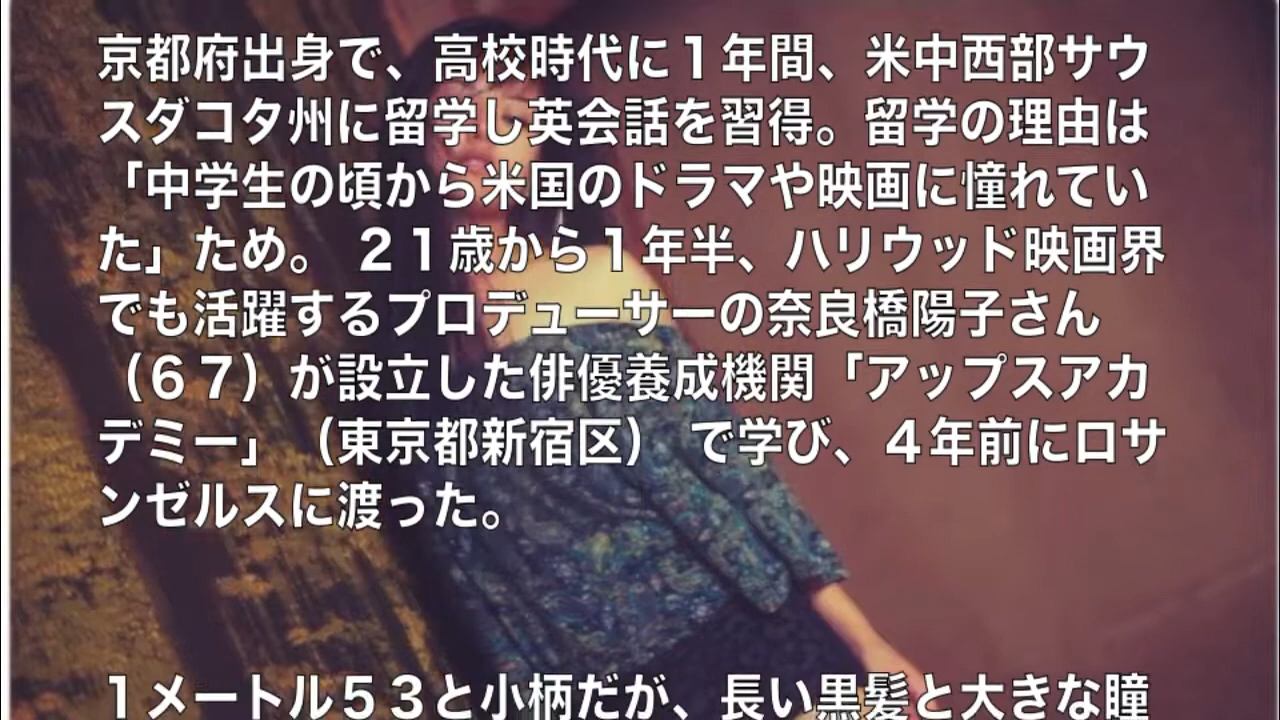 京都府出身で、高校時代に１年間、米中西部サウ
スダコタ州に留学し英会話を習得。留学の理由は
「中学生の頃から米国のドラマや映画に憧れてい
た」ため。 ２１歳から１年半、ハリウッド映画界
でも活躍するプロデューサーの奈良橋陽子さん
（６７）が設立した俳優養成機関「アップスアカ
デミー」（東京都新宿区） で学び、４年前にロサ
ンゼルスに渡った。
１メートル５３と小柄だが、長い黒髪と大きな瞳